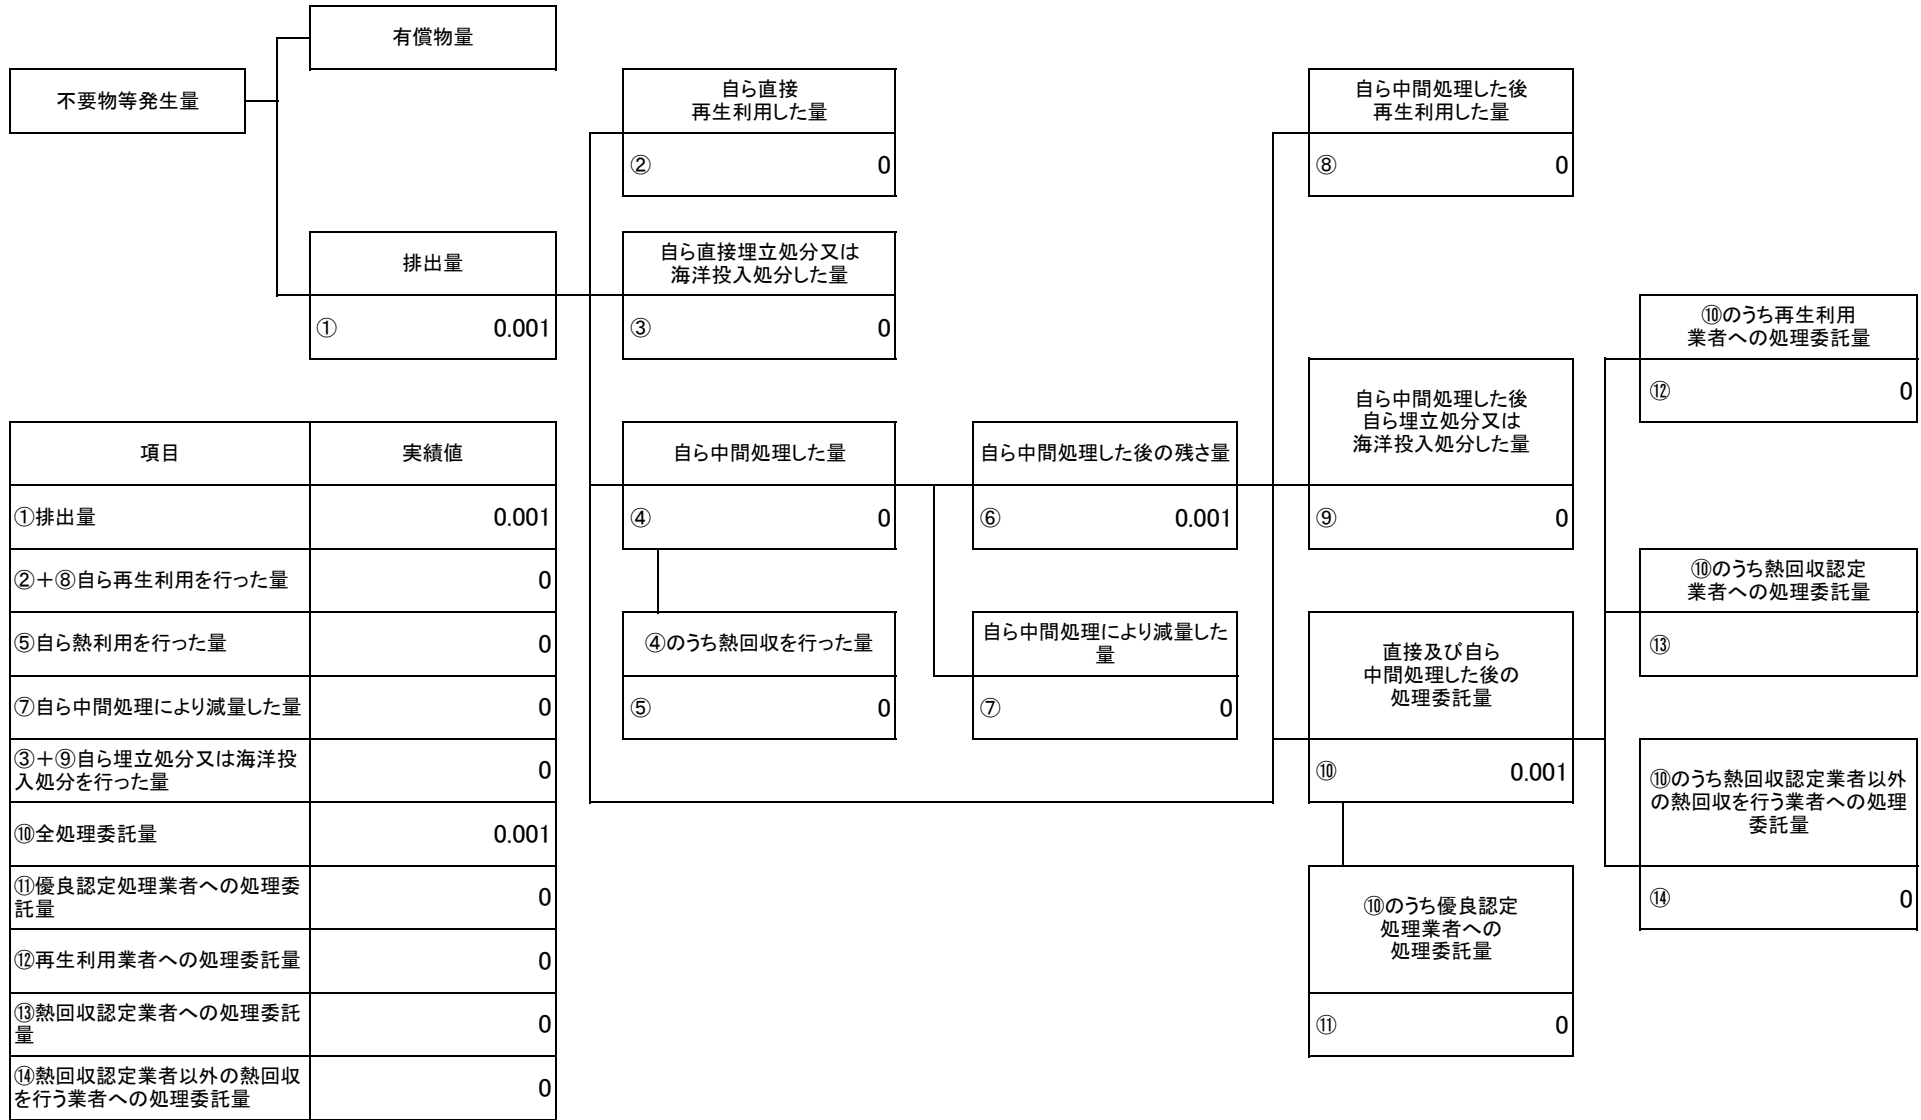 有償物量
不要物等発生量
自ら直接
再生利用した量
② 0
自ら中間処理した後
再生利用した量
⑧ 0
排出量
① 0.001
自ら直接埋立処分又は
海洋投入処分した量
③ 0
⑩のうち再生利用
業者への処理委託量
⑫ 0
自ら中間処理した後
自ら埋立処分又は
海洋投入処分した量
⑨ 0
項目 実績値
①排出量 0.001
②+⑧自ら再生利用を行った量 0
⑤自ら熱利用を行った量 0
⑦自ら中間処理により減量した量 0
③+⑨自ら埋立処分又は海洋投
入処分を行った量 0
⑩全処理委託量 0.001
⑪優良認定処理業者への処理委
託量 0
⑫再生利用業者への処理委託量 0
⑬熱回収認定業者への処理委託
量 0
⑭熱回収認定業者以外の熱回収
を行う業者への処理委託量 0
自ら中間処理した量
④ 0
自ら中間処理した後の残さ量
⑥ 0.001
④のうち熱回収を行った量
⑤ 0
自ら中間処理により減量した
量
⑦ 0
直接及び自ら
中間処理した後の
処理委託量
⑩ 0.001
⑩のうち熱回収認定
業者への処理委託量
⑬
⑩のうち熱回収認定業者以外
の熱回収を行う業者への処理
委託量
⑭ 0
⑩のうち優良認定
処理業者への
処理委託量
⑪ 0